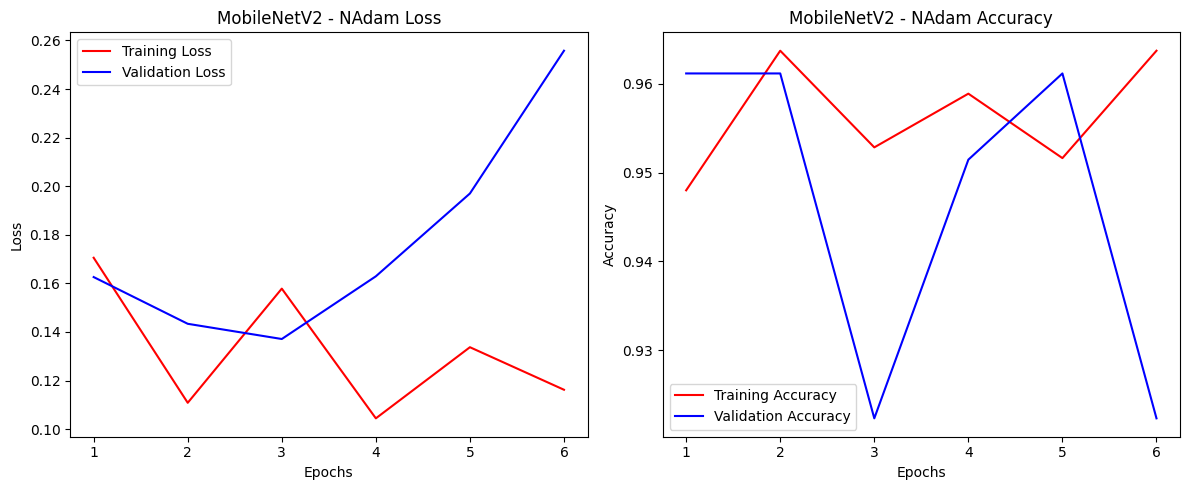 MobileNetV2 - NAdam Loss
0.26
0.24
0.22
0.20
0.18
0.16
0.14
0.12
0.10
Loss
Training Loss
Validation Loss
1 2 3 4 5 6
Epochs
MobileNetV2 - NAdam Accuracy
0.96
0.95
0.94
0.93
Accuracy
Training Accuracy
Validation Accuracy
1 2 3 4 5 6
Epochs